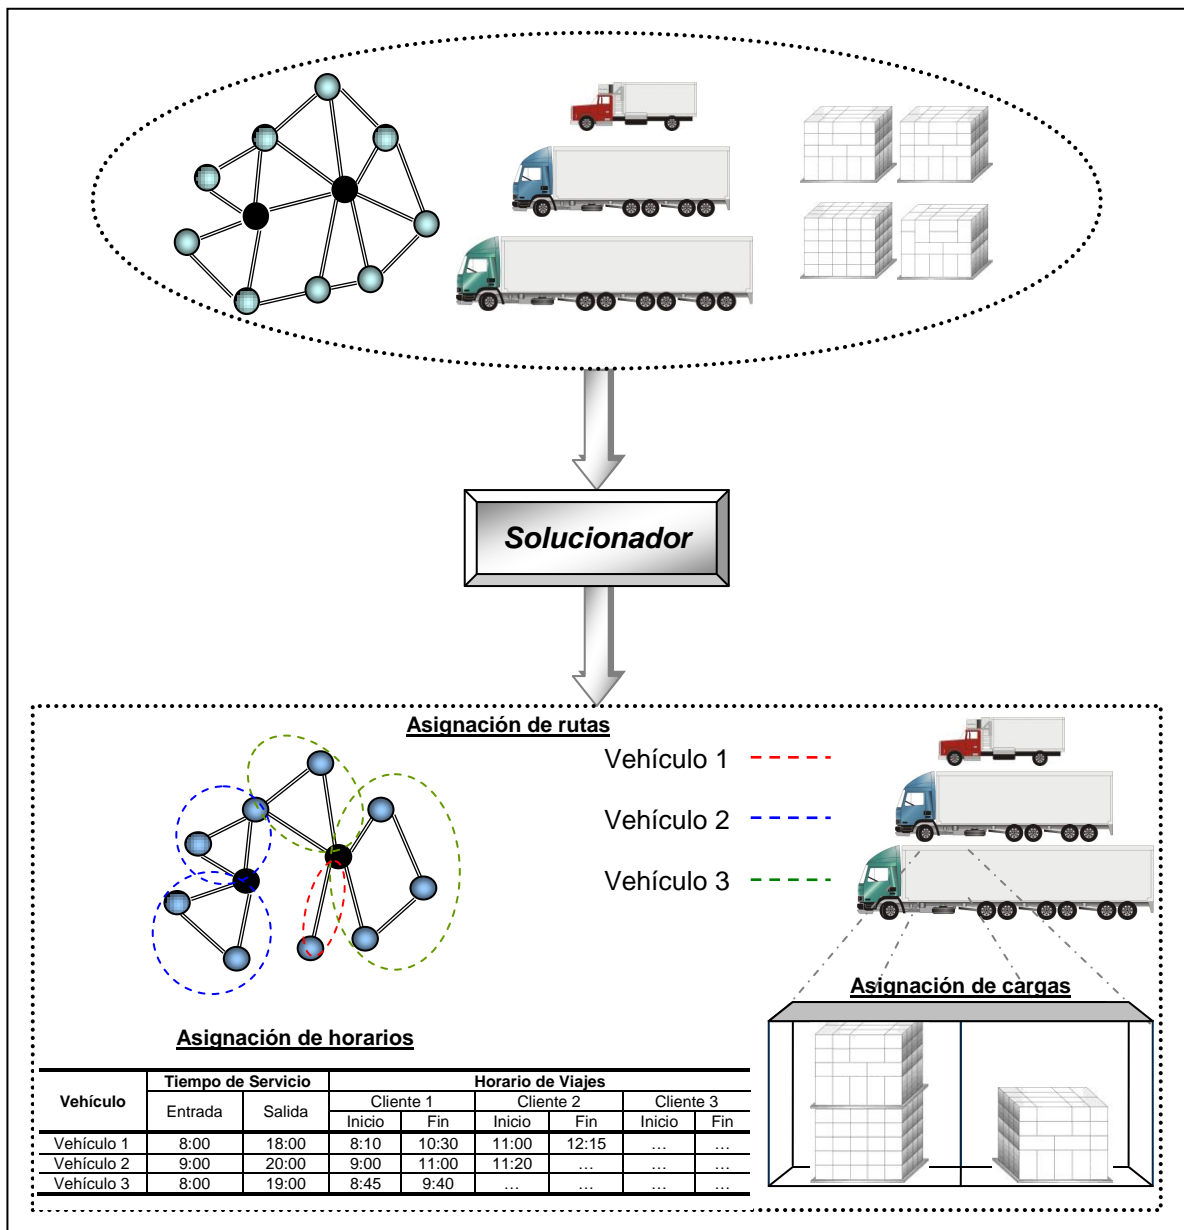 Solucionador
Asignación de rutas
Vehículo 1
Vehículo 2
Vehículo 3
Asignación de cargas
Asignación de horarios
Vehículo Tiempo de Servicio Horario de Viajes
Entrada Salida Cliente 1 Cliente 2 Cliente 3
Inicio Fin Inicio Fin Inicio Fin
Vehículo 1 8:00 18:00 8:10 10:30 11:00 12:15 ... ...
Vehículo 2 9:00 20:00 9:00 11:00 11:20 ... ... ...
Vehículo 3 8:00 19:00 8:45 9:40 ... ... ... ...